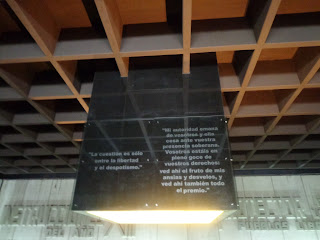 "La cuestión es sólo
entre la libertad
y el despotismo."
"Mi autoridad emana
de vosotros y ella
cesa ante vuestra
presencia soberana.
Vosotros estáis en
pleno goce de
vuestros derechos:
ved ahí el fruto de mis
ansias y desvelos, y
ved ahí también todo
el premio."